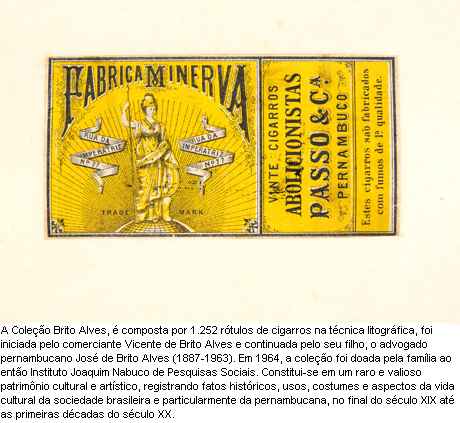 FABRICA MINERVA
RUA DA
IMPERATRIZ
Nº 77
RUA DA
IMPERATRIZ
Nº 77
TRADE MARK
VINTE CIGARROS
ABOLICIONISTAS
PASSO & Cª
PERNAMBUCO
Estes cigarros saõ fabricados
com fumos de Pª qualidade.
A Coleção Brito Alves, é composta por 1.252 rótulos de cigarros na técnica litográfica, foi
iniciada pelo comerciante Vicente de Brito Alves e continuada pelo seu filho, o advogado
pernambucano José de Brito Alves (1887-1963). Em 1964, a coleção foi doada pela família ao
então Instituto Joaquim Nabuco de Pesquisas Sociais. Constitui-se em um raro e valioso
patrimônio cultural e artístico, registrando fatos históricos, usos, costumes e aspectos da vida
cultural da sociedade brasileira e particularmente da pernambucana, no final do século XIX até
as primeiras décadas do século XX.